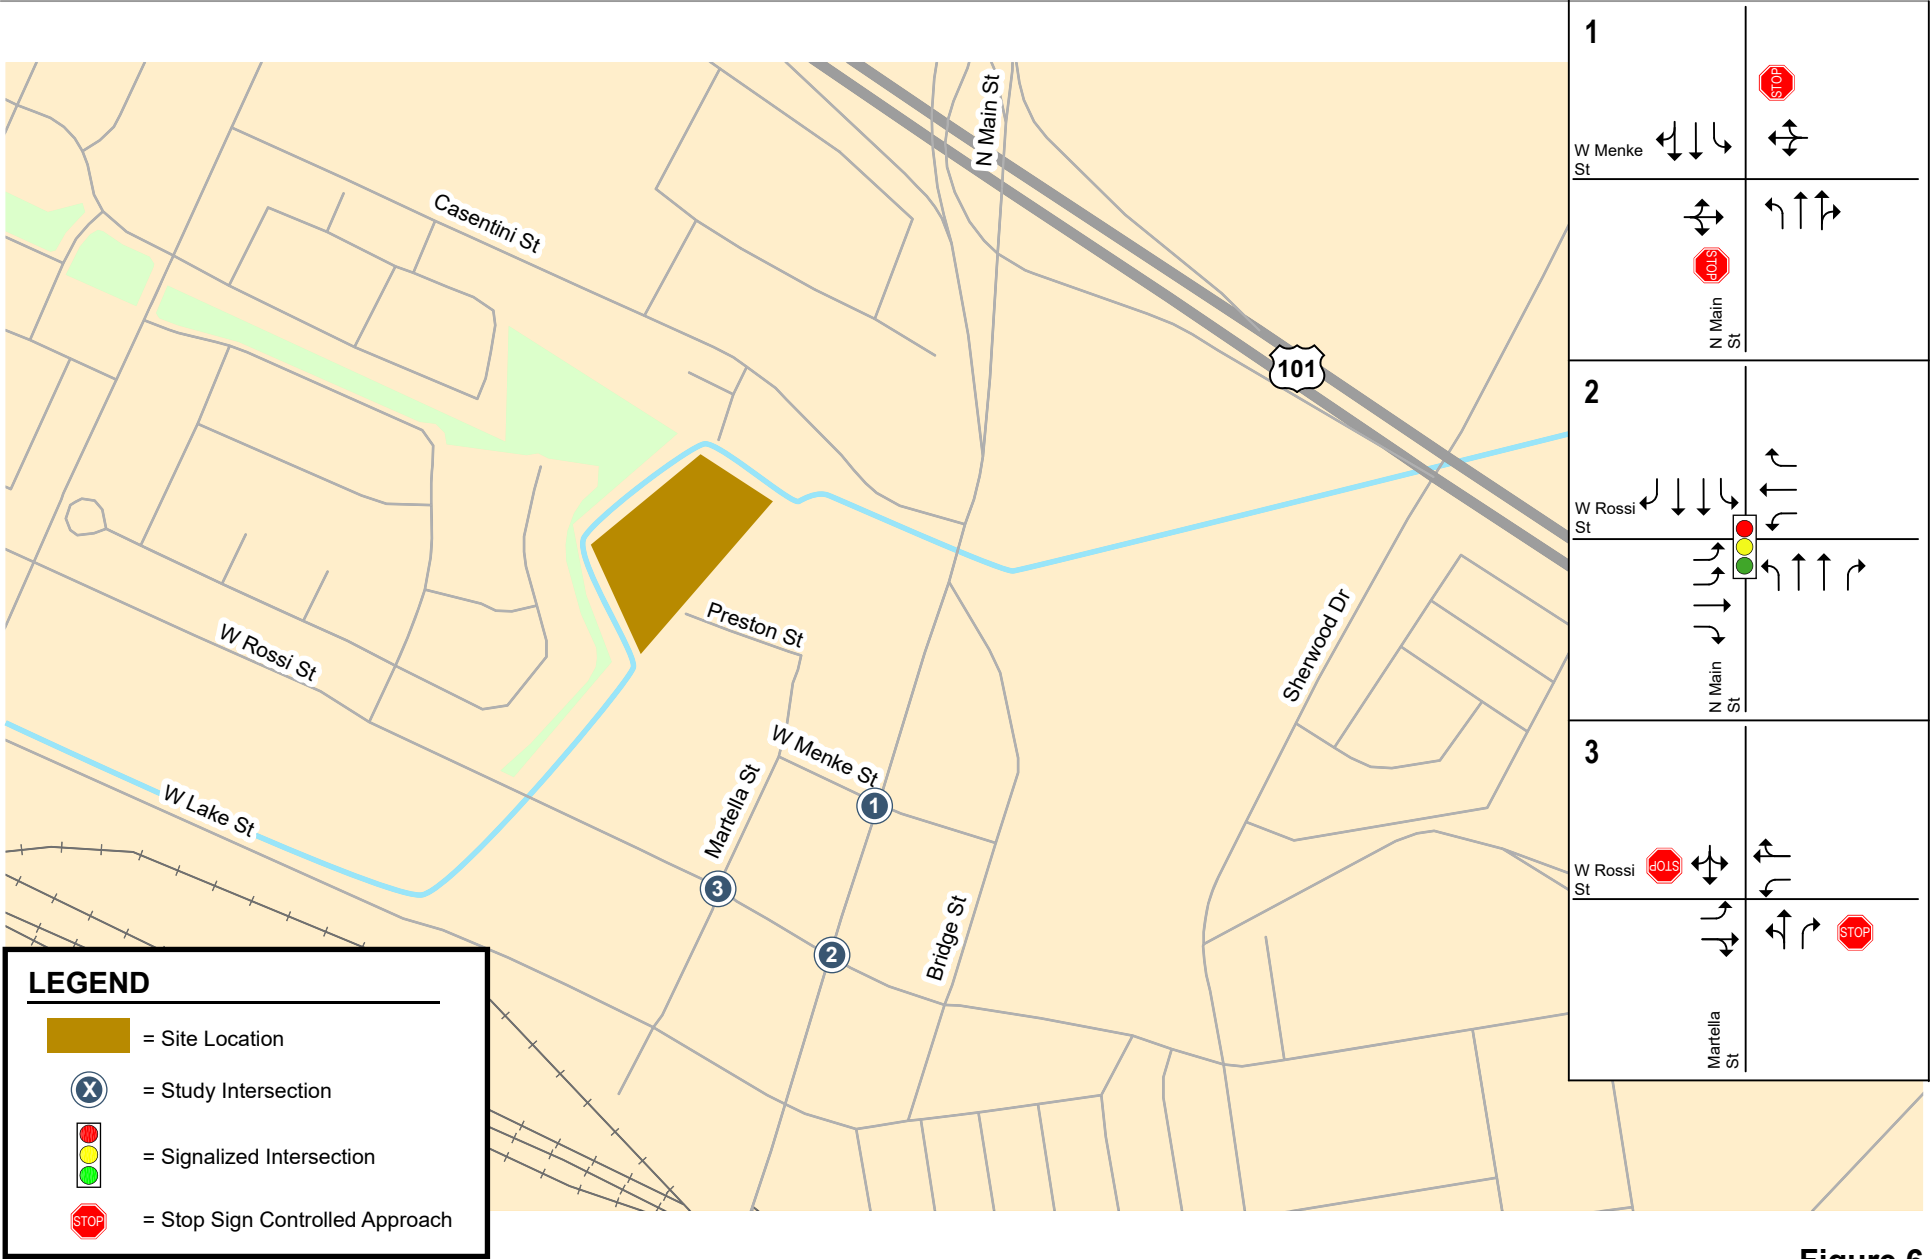 N Main St
Casentini St
101
Preston St
W Rossi St
Sherwood Dr
W Menke St
1
Martella St
W Lake St
3
2
Bridge St
LEGEND
= Site Location
X
= Study Intersection
= Signalized Intersection
STOP
= Stop Sign Controlled Approach
1
STOP
W Menke
St
STOP
N Main
St
2
W Rossi
St
N Main
St
3
STOP
W Rossi
St
STOP
Martella
St
Figure 6